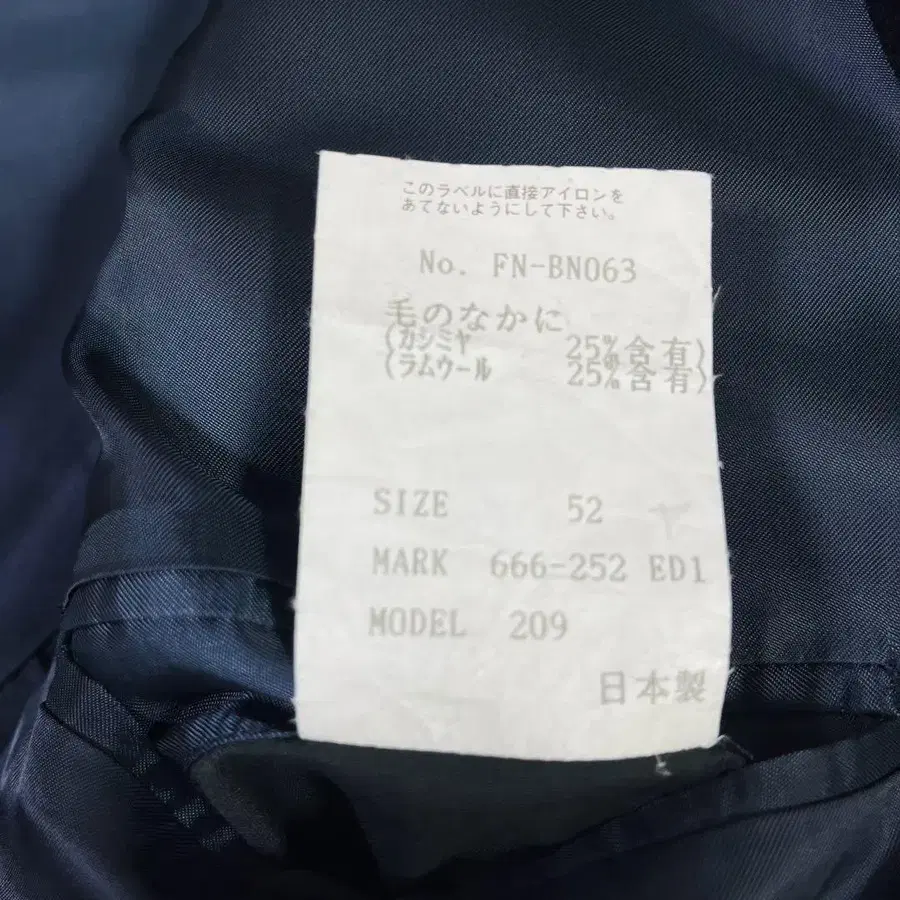 このラベルに直接アイロンを
あてないようにして下さい。
No. FN-BN063
毛のなかに
(カシミヤ 25%含有)
(ラムウール 25%含有)
SIZE 52
MARK 666-252 ED1
MODEL 209
日本製